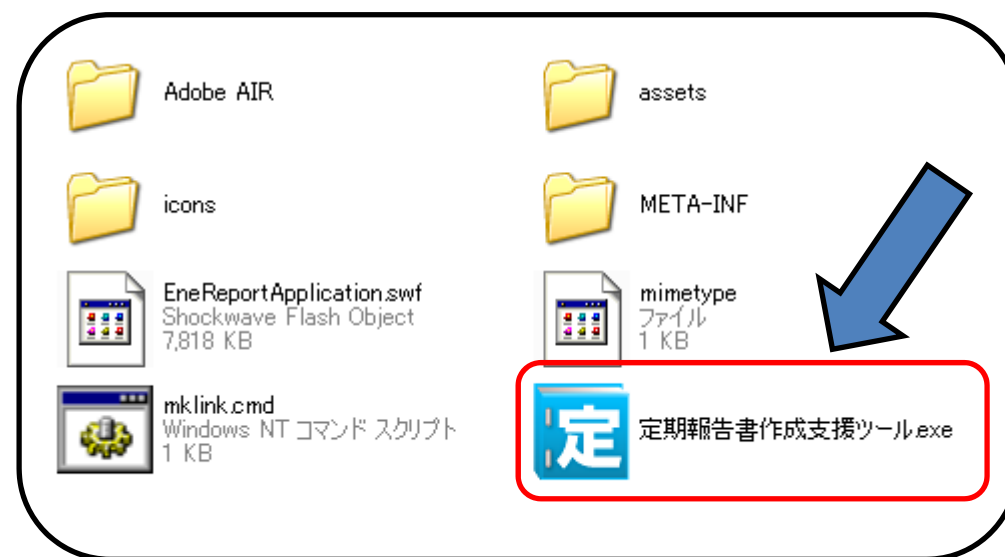 Adobe AIR
assets
icons
META-INF
EneReportApplication.swf
Shockwave Flash Object
7,818 KB
mimetype
ファイル
1 KB
mklink.cmd
Windows NT コマンド スクリプト
1 KB
定
定期報告書作成支援ツール.exe